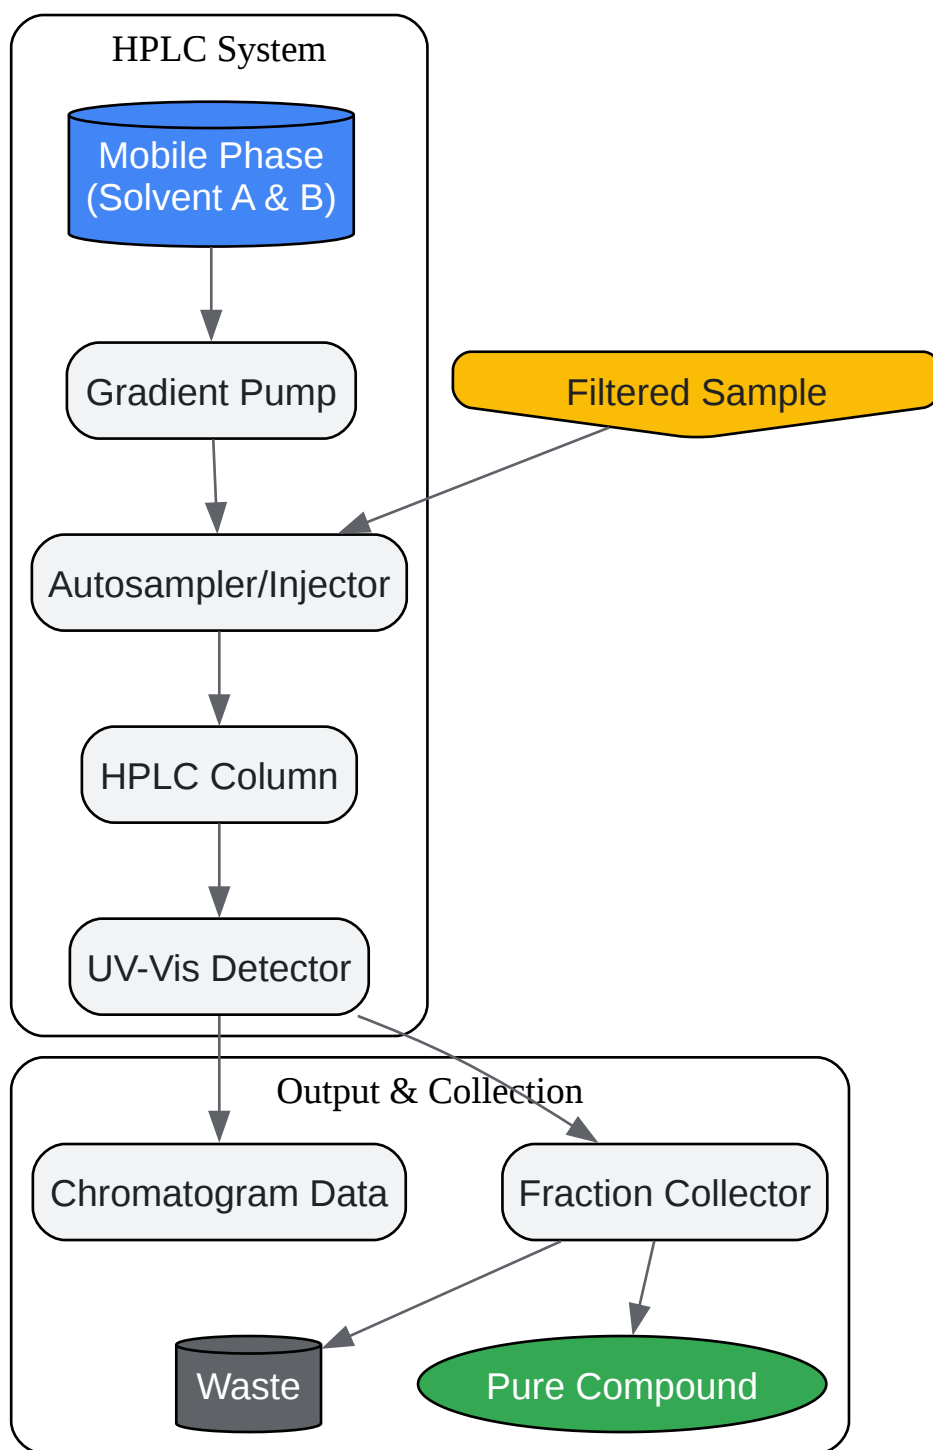 HPLC System
Mobile Phase
(Solvent A & B)
Gradient Pump
Filtered Sample
Autosampler/Injector
HPLC Column
UV-Vis Detector
Output & Collection
Chromatogram Data
Fraction Collector
Waste
Pure Compound